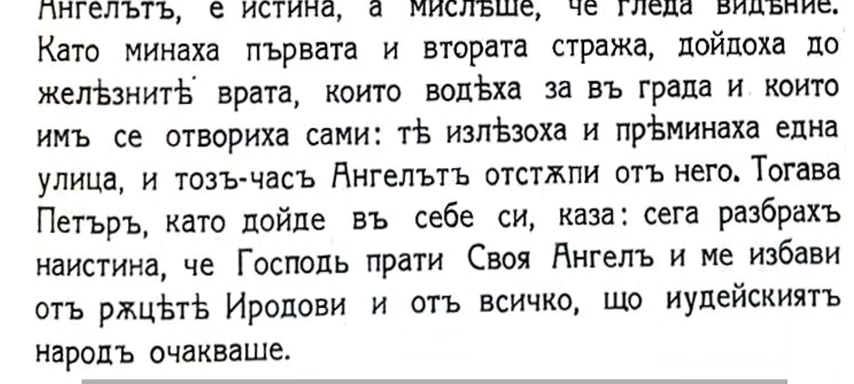 Ангелътъ, е истина, а мислѣше, че гледа видѣние.
Като минаха първата и втората стража, дойдоха до
желѣзнитѣ врата, които водѣха за въ града и които
имъ се отвориха сами: тѣ излѣзоха и прѣминаха една
улица, и тозъ-часъ Ангелътъ отстѫпи отъ него. Тогава
Петъръ, като дойде въ себе си, каза: сега разбрахъ
наистина, че Господь прати Своя Ангелъ и ме избави
отъ рѫцѣтѣ Иродови и отъ всичко, що иудейскиятъ
народъ очакваше.